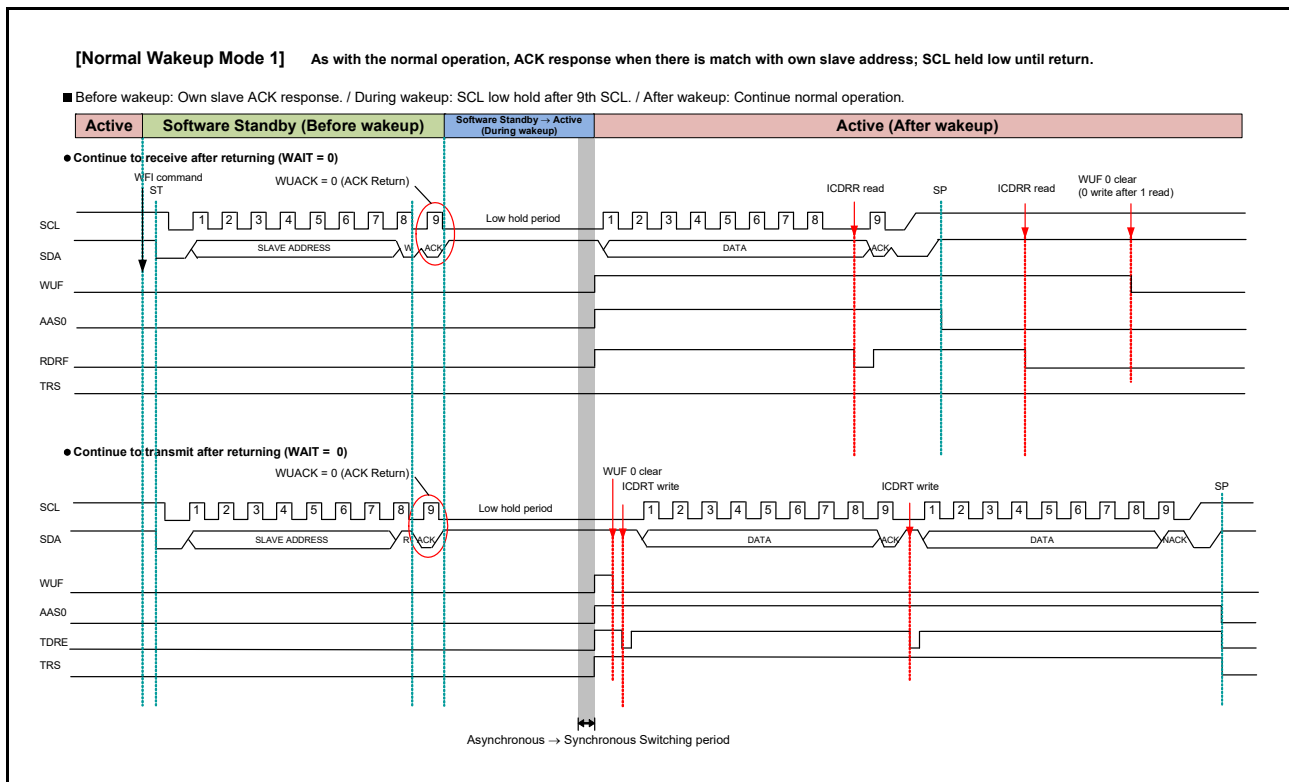 [Normal Wakeup Mode 1] As with the normal operation, ACK response when there is match with own slave address; SCL held low until return.
■ Before wakeup: Own slave ACK response. / During wakeup: SCL low hold after 9th SCL. / After wakeup: Continue normal operation.
Active Software Standby (Before wakeup) Software Standby → Active (During wakeup) Active (After wakeup)
● Continue to receive after returning (WAIT = 0)
WFI command
ST
WUACK = 0 (ACK Return)
ICDRR read
SP
ICDRR read
WUF 0 clear
(0 write after 1 read)
SCL 1 2 3 4 5 6 7 8 9 Low hold period 1 2 3 4 5 6 7 8 9
SDA SLAVE ADDRESS W ACK DATA ACK
WUF
AAS0
RDRF
TRS
● Continue to transmit after returning (WAIT = 0)
WUACK = 0 (ACK Return)
WUF 0 clear
ICDRT write
ICDRT write
SP
SCL 1 2 3 4 5 6 7 8 9 Low hold period 1 2 3 4 5 6 7 8 9 1 2 3 4 5 6 7 8 9
SDA SLAVE ADDRESS R ACK DATA ACK DATA NACK
WUF
AAS0
TDRE
TRS
Asynchronous → Synchronous Switching period